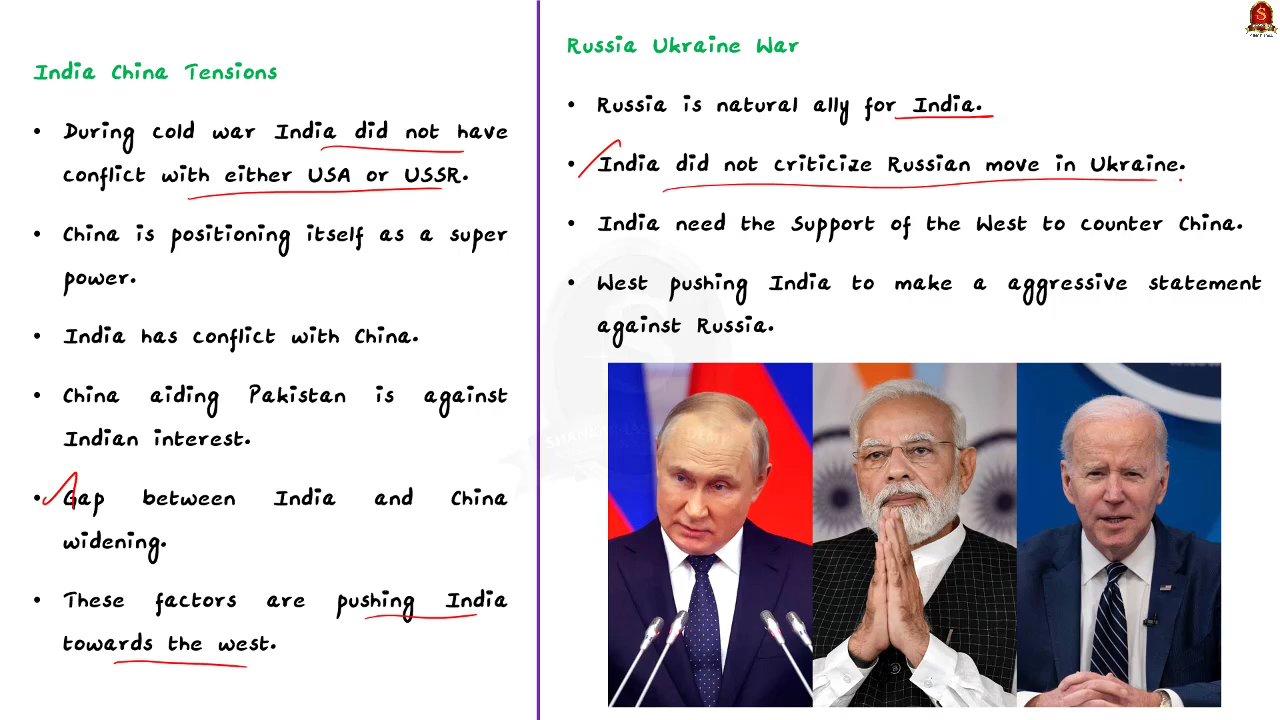 India China Tensions
• During cold war India did not have
conflict with either USA or USSR.
• China is positioning itself as a super
power.
• India has conflict with China.
• China aiding Pakistan is against
Indian interest.
• Gap between India and China
widening.
• These factors are pushing India
towards the west.
Russia Ukraine War
• Russia is natural ally for India.
• India did not criticize Russian move in Ukraine.
• India need the Support of the West to counter China.
• West pushing India to make a aggressive statement
against Russia.